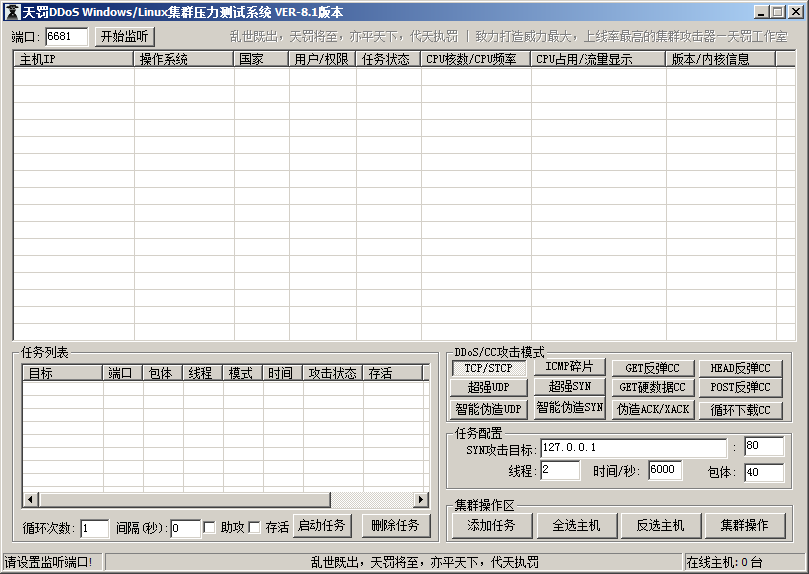 天罚DDoS Windows/Linux集群压力测试系统 VER-8.1版本
端口: 6681 开始监听 乱世既出，天罚将至，亦平天下，代天执罚 | 致力打造威力最大，上线率最高的集群攻击器－天罚工作室
主机IP 操作系统 国家 用户/权限 任务状态 CPU核数/CPU频率 CPU占用/流量显示 版本/内核信息
任务列表
目标 端口 包体 线程 模式 时间 攻击状态 存活
循环次数: 1 间隔(秒): 0 助攻 存活 启动任务 删除任务
DDoS/CC攻击模式
TCP/STCP ICMP碎片 GET反弹CC HEAD反弹CC
超强UDP 超强SYN GET硬数据CC POST反弹CC
智能伪造UDP 智能伪造SYN 伪造ACK/XACK 循环下载CC
任务配置
SYN攻击目标: 127.0.0.1 : 80
线程: 2 时间/秒: 6000 包体: 40
集群操作区
添加任务 全选主机 反选主机 集群操作
请设置监听端口! 乱世既出，天罚将至，亦平天下，代天执罚 在线主机: 0 台